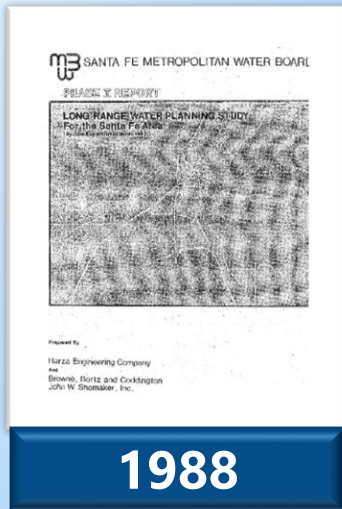 SANTA FE METROPOLITAN WATER BOARD
PHASE I REPORT
LONG RANGE WATER PLANNING STUDY
For the Santa Fe Area
Prepared By
Harza Engineering Company
And
Browne, Bortz and Coddington
John W. Shomaker, Inc.
1988